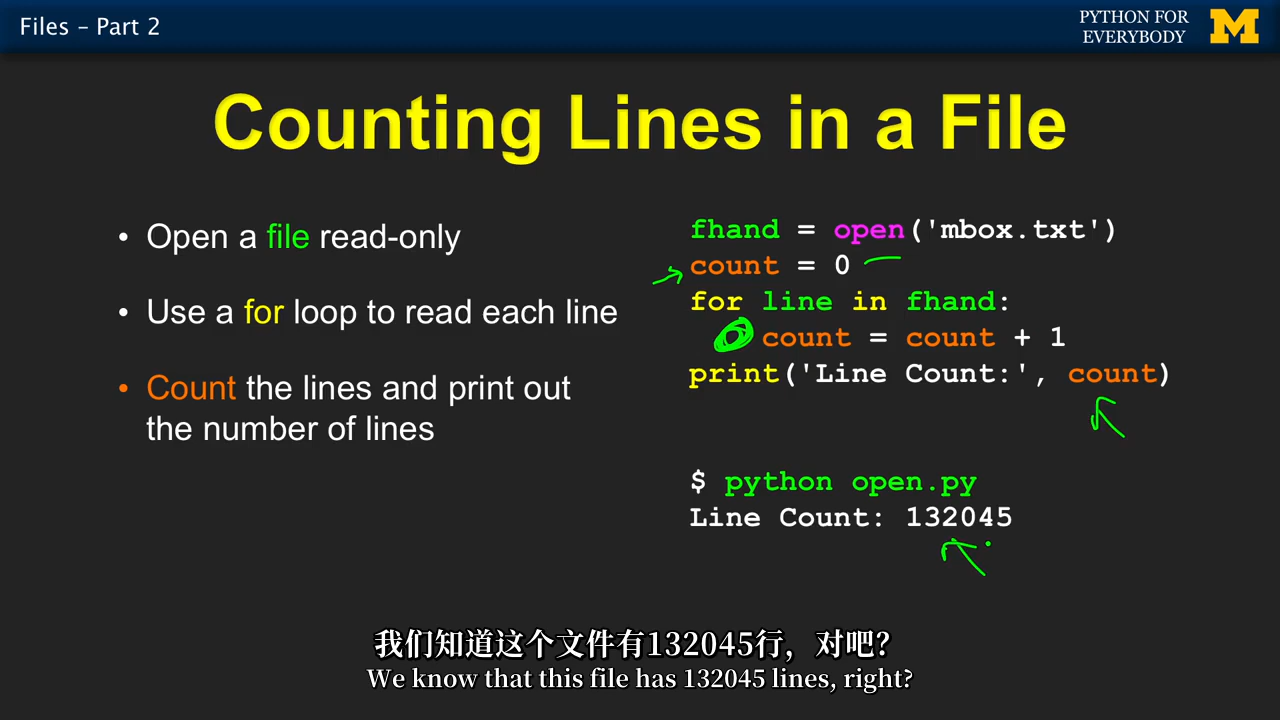 Files – Part 2
PYTHON FOR
EVERYBODY
M
Counting Lines in a File
• Open a file read-only
• Use a for loop to read each line
• Count the lines and print out
the number of lines
fhand = open('mbox.txt')
count = 0
for line in fhand:
    count = count + 1
print('Line Count:', count)
$ python open.py
Line Count: 132045
我们知道这个文件有132045行，对吧？
We know that this file has 132045 lines, right?